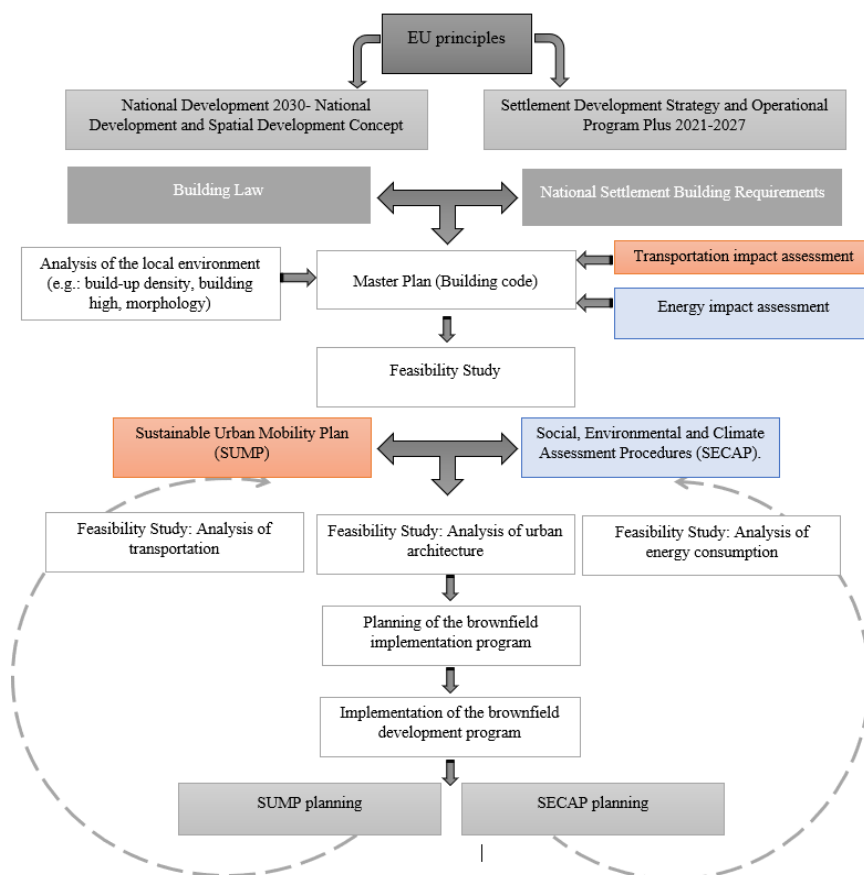 EU principles
National Development 2030- National
Development and Spatial Development Concept
Settlement Development Strategy and Operational
Program Plus 2021-2027
Building Law
National Settlement Building Requirements
Analysis of the local environment
(e.g.: build-up density, building
high, morphology)
Master Plan (Building code)
Transportation impact assessment
Energy impact assessment
Feasibility Study
Sustainable Urban Mobility Plan
(SUMP)
Social, Environmental and Climate
Assessment Procedures (SECAP).
Feasibility Study: Analysis of
transportation
Feasibility Study: Analysis of urban
architecture
Feasibility Study: Analysis of
energy consumption
Planning of the brownfield
implementation program
Implementation of the brownfield
development program
SUMP planning
SECAP planning